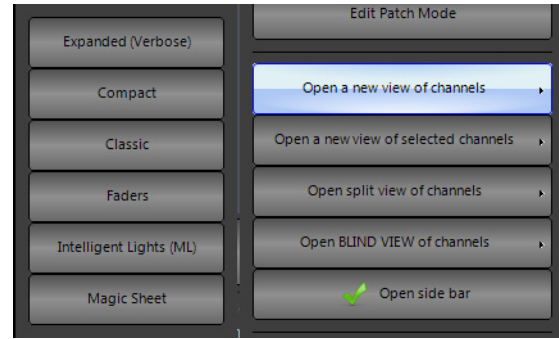 Expanded (Verbose)
Compact
Classic
Faders
Intelligent Lights (ML)
Magic Sheet
Edit Patch Mode
Open a new view of channels
Open a new view of selected channels
Open split view of channels
Open BLIND VIEW of channels
Open side bar